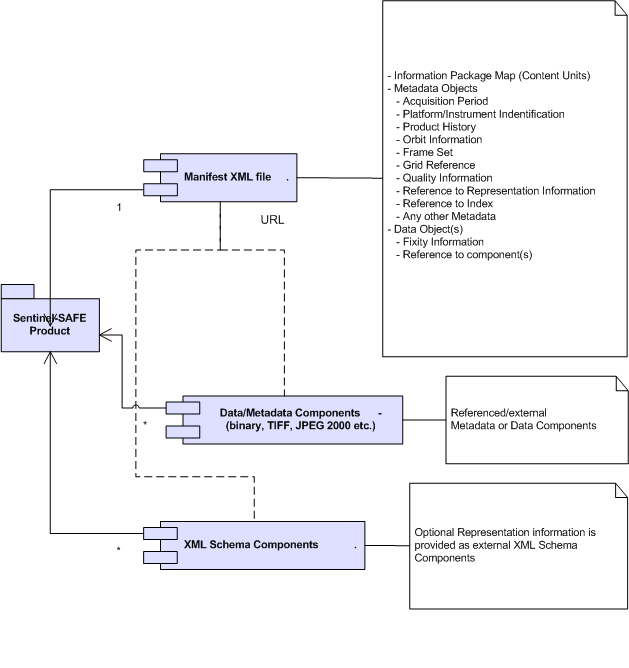 - Information Package Map (Content Units)
- Metadata Objects
- Acquisition Period
- Platform/Instrument Indentification
- Product History
- Orbit Information
- Frame Set
- Grid Reference
- Quality Information
- Reference to Representation Information
- Reference to Index
- Any other Metadata
- Data Object(s)
- Fixity Information
- Reference to component(s)
Manifest XML file .
1
URL
Sentinel-SAFE
Product
Data/Metadata Components -
(binary, TIFF, JPEG 2000 etc.)
*
Referenced/external
Metadata or Data Components
XML Schema Components .
*
Optional Representation information is
provided as external XML Schema
Components